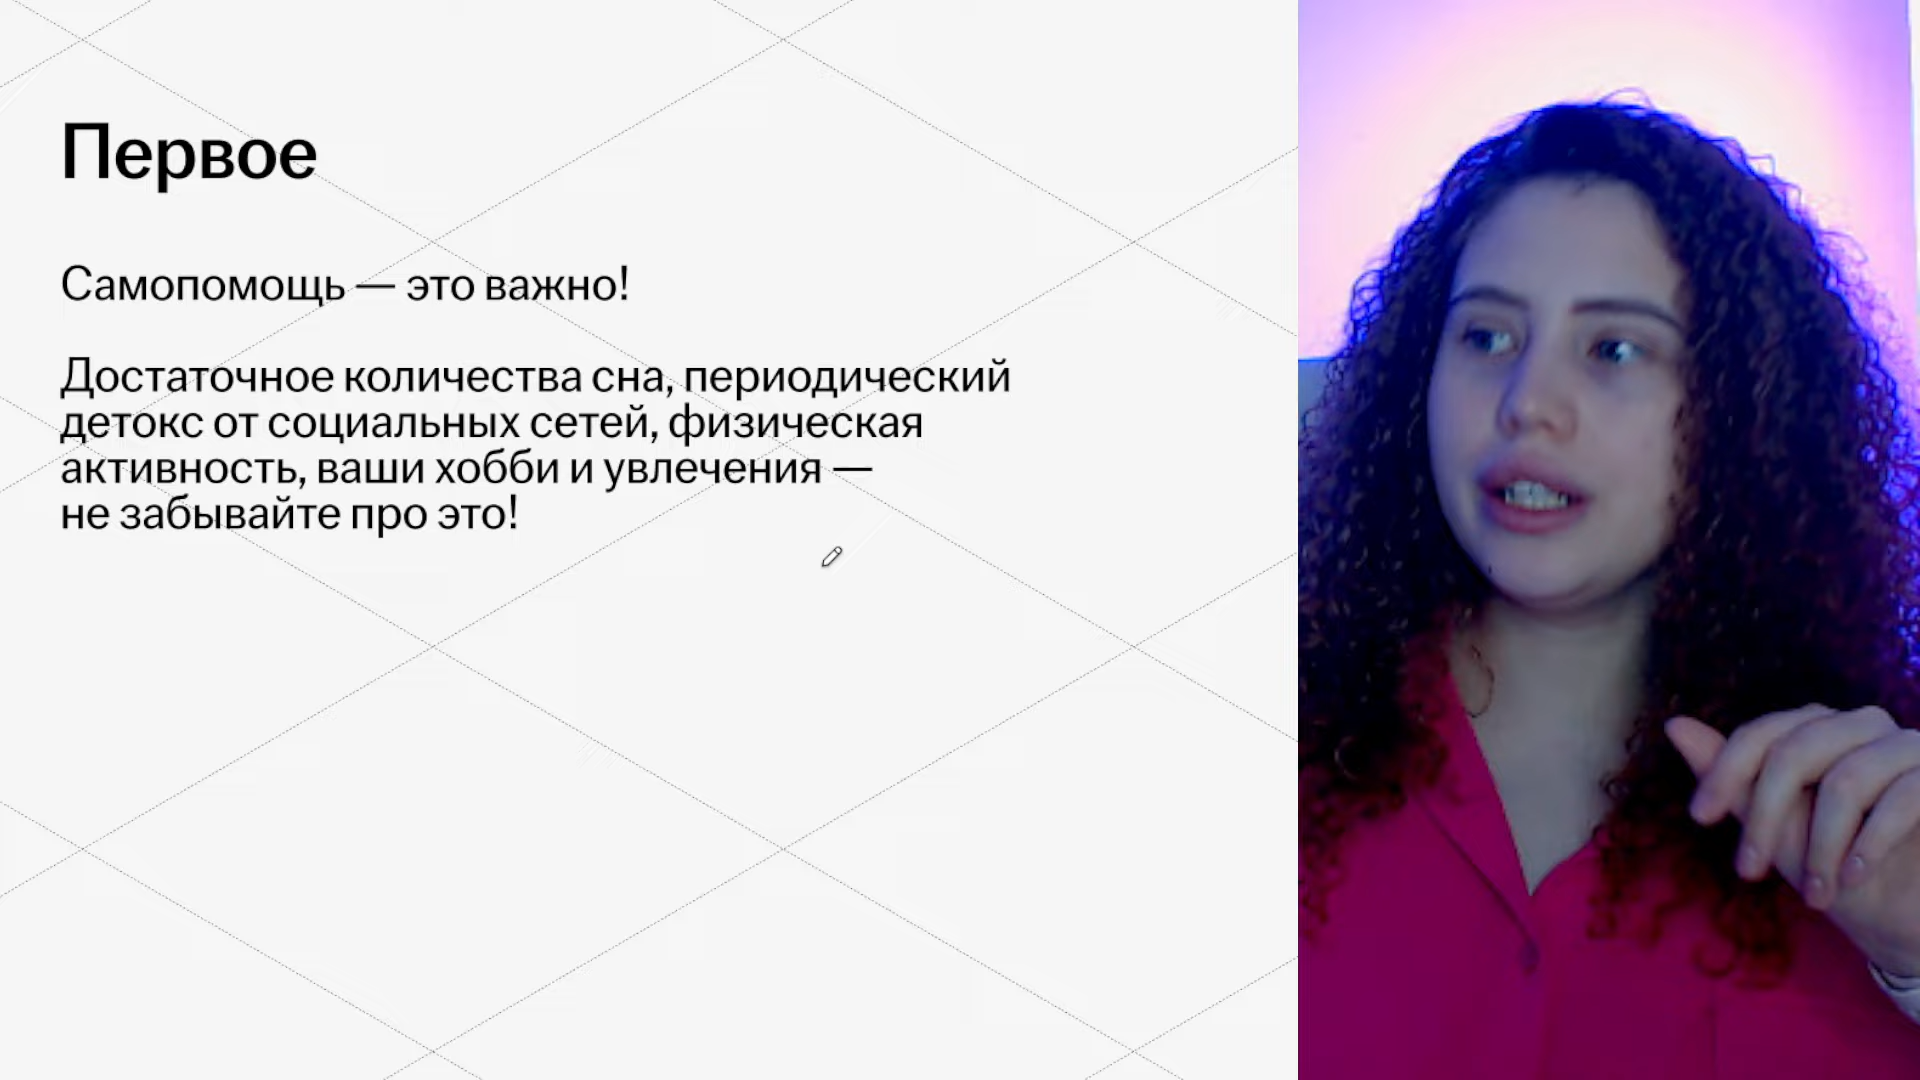 Первое
Самопомощь — это важно!
Достаточное количества сна, периодический
детокс от социальных сетей, физическая
активность, ваши хобби и увлечения —
не забывайте про это!